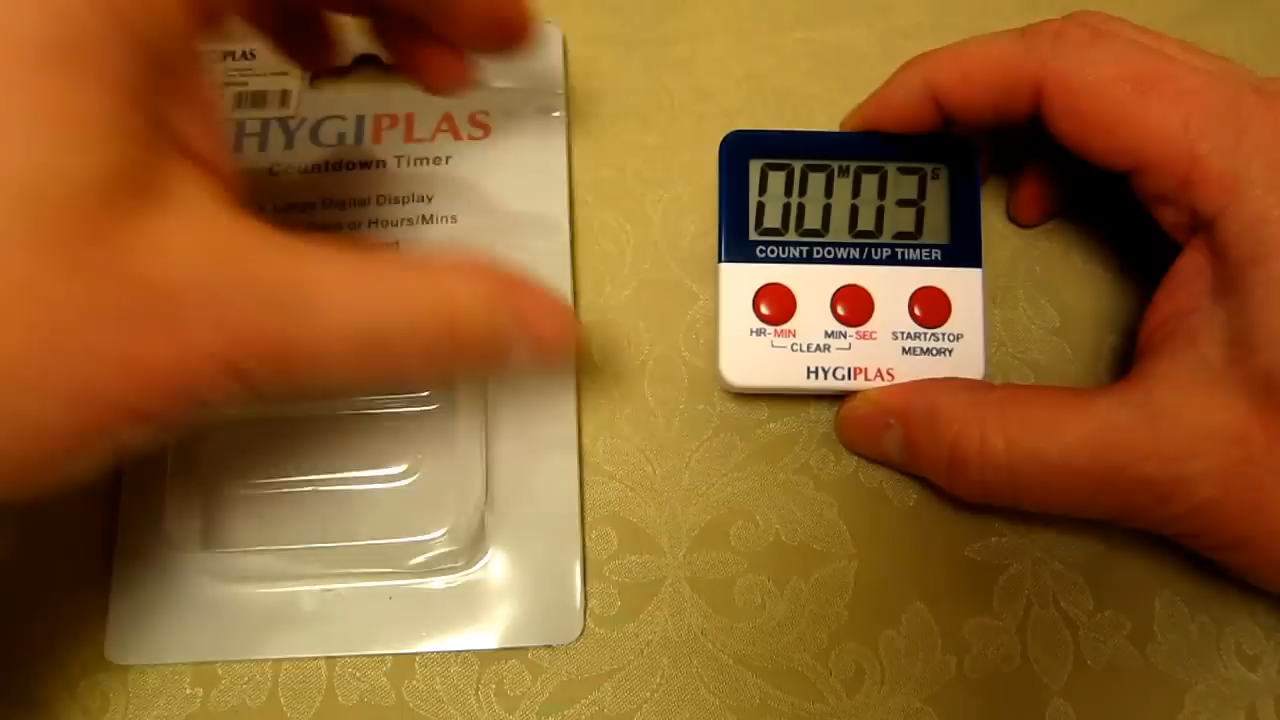 PLAS
HYGIPLAS
Countdown Timer
Large Digital Display
or Hours/Mins
00M03S
COUNT DOWN / UP TIMER
HR-MIN MIN-SEC START/STOP
CLEAR MEMORY
HYGIPLAS